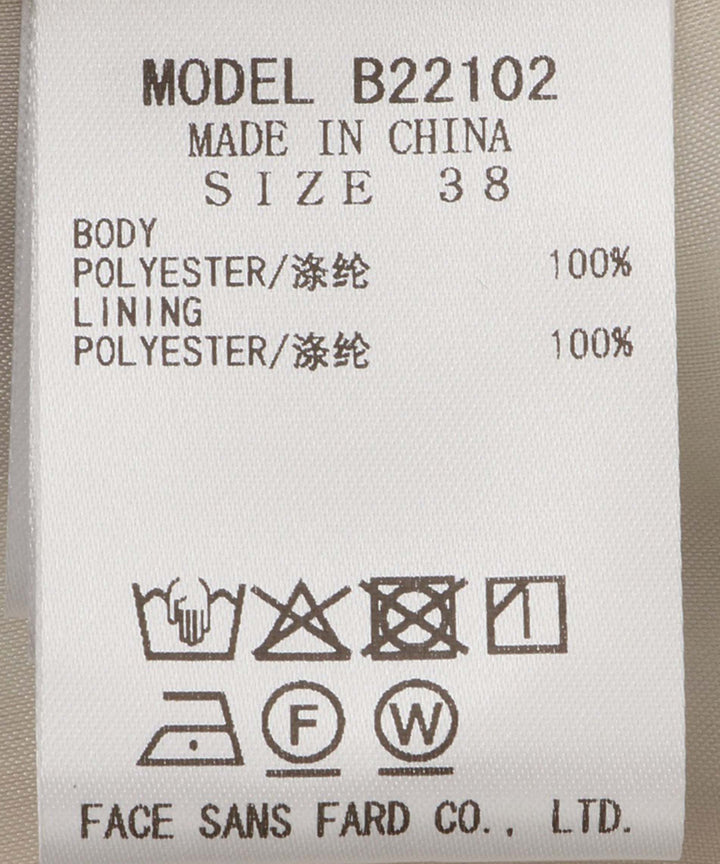 MODEL B22102
MADE IN CHINA
SIZE 38
BODY
POLYESTER/涤纶 100%
LINING
POLYESTER/涤纶 100%
F W
FACE SANS FARD CO., LTD.